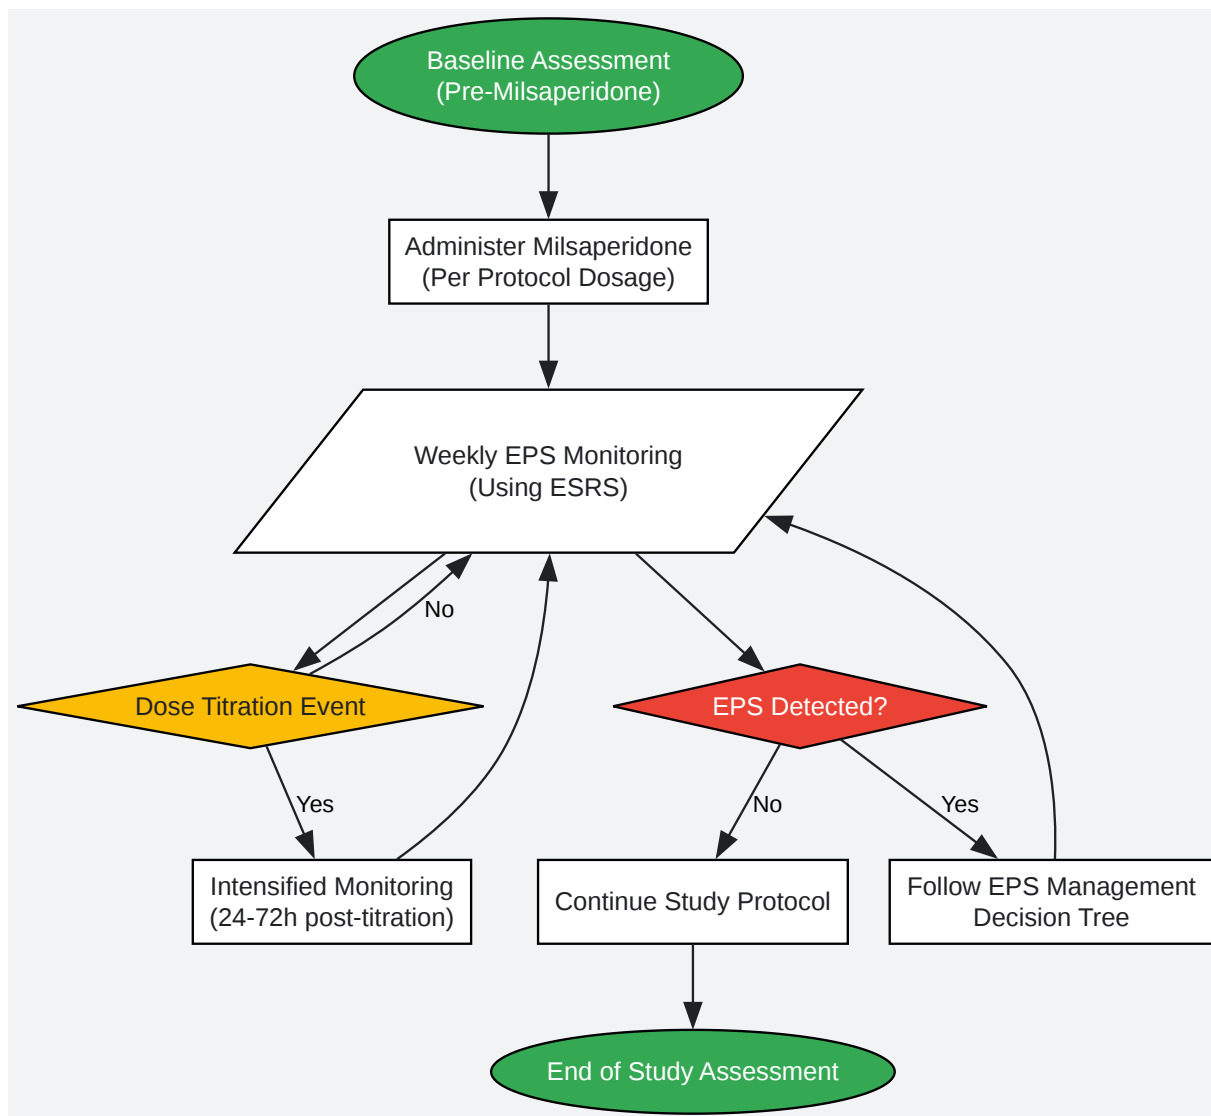 Baseline Assessment
(Pre-Milsaperidone)
Administer Milsaperidone
(Per Protocol Dosage)
Weekly EPS Monitoring
(Using ESRS)
No
Dose Titration Event
EPS Detected?
Yes
No
Yes
Intensified Monitoring
(24-72h post-titration)
Continue Study Protocol
Follow EPS Management
Decision Tree
End of Study Assessment